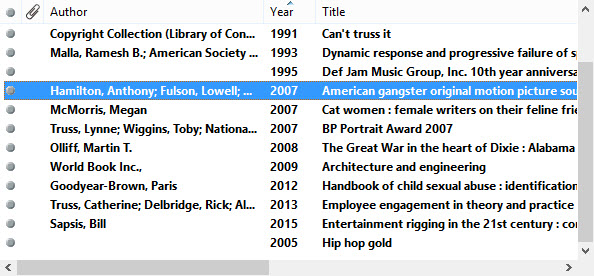 Author Year Title
Copyright Collection (Library of Con... 1991 Can't truss it
Malla, Ramesh B.; American Society ... 1993 Dynamic response and progressive failure of s
1995 Def Jam Music Group, Inc. 10th year anniversa
Hamilton, Anthony; Fulson, Lowell; ... 2007 American gangster original motion picture sou
McMorris, Megan 2007 Cat women : female writers on their feline frie
Truss, Lynne; Wiggins, Toby; Nationa... 2007 BP Portrait Award 2007
Olliff, Martin T. 2008 The Great War in the heart of Dixie : Alabama
World Book Inc., 2009 Architecture and engineering
Goodyear-Brown, Paris 2012 Handbook of child sexual abuse : identification
Truss, Catherine; Delbridge, Rick; Al... 2013 Employee engagement in theory and practice
Sapsis, Bill 2015 Entertainment rigging in the 21st century : co
2005 Hip hop gold